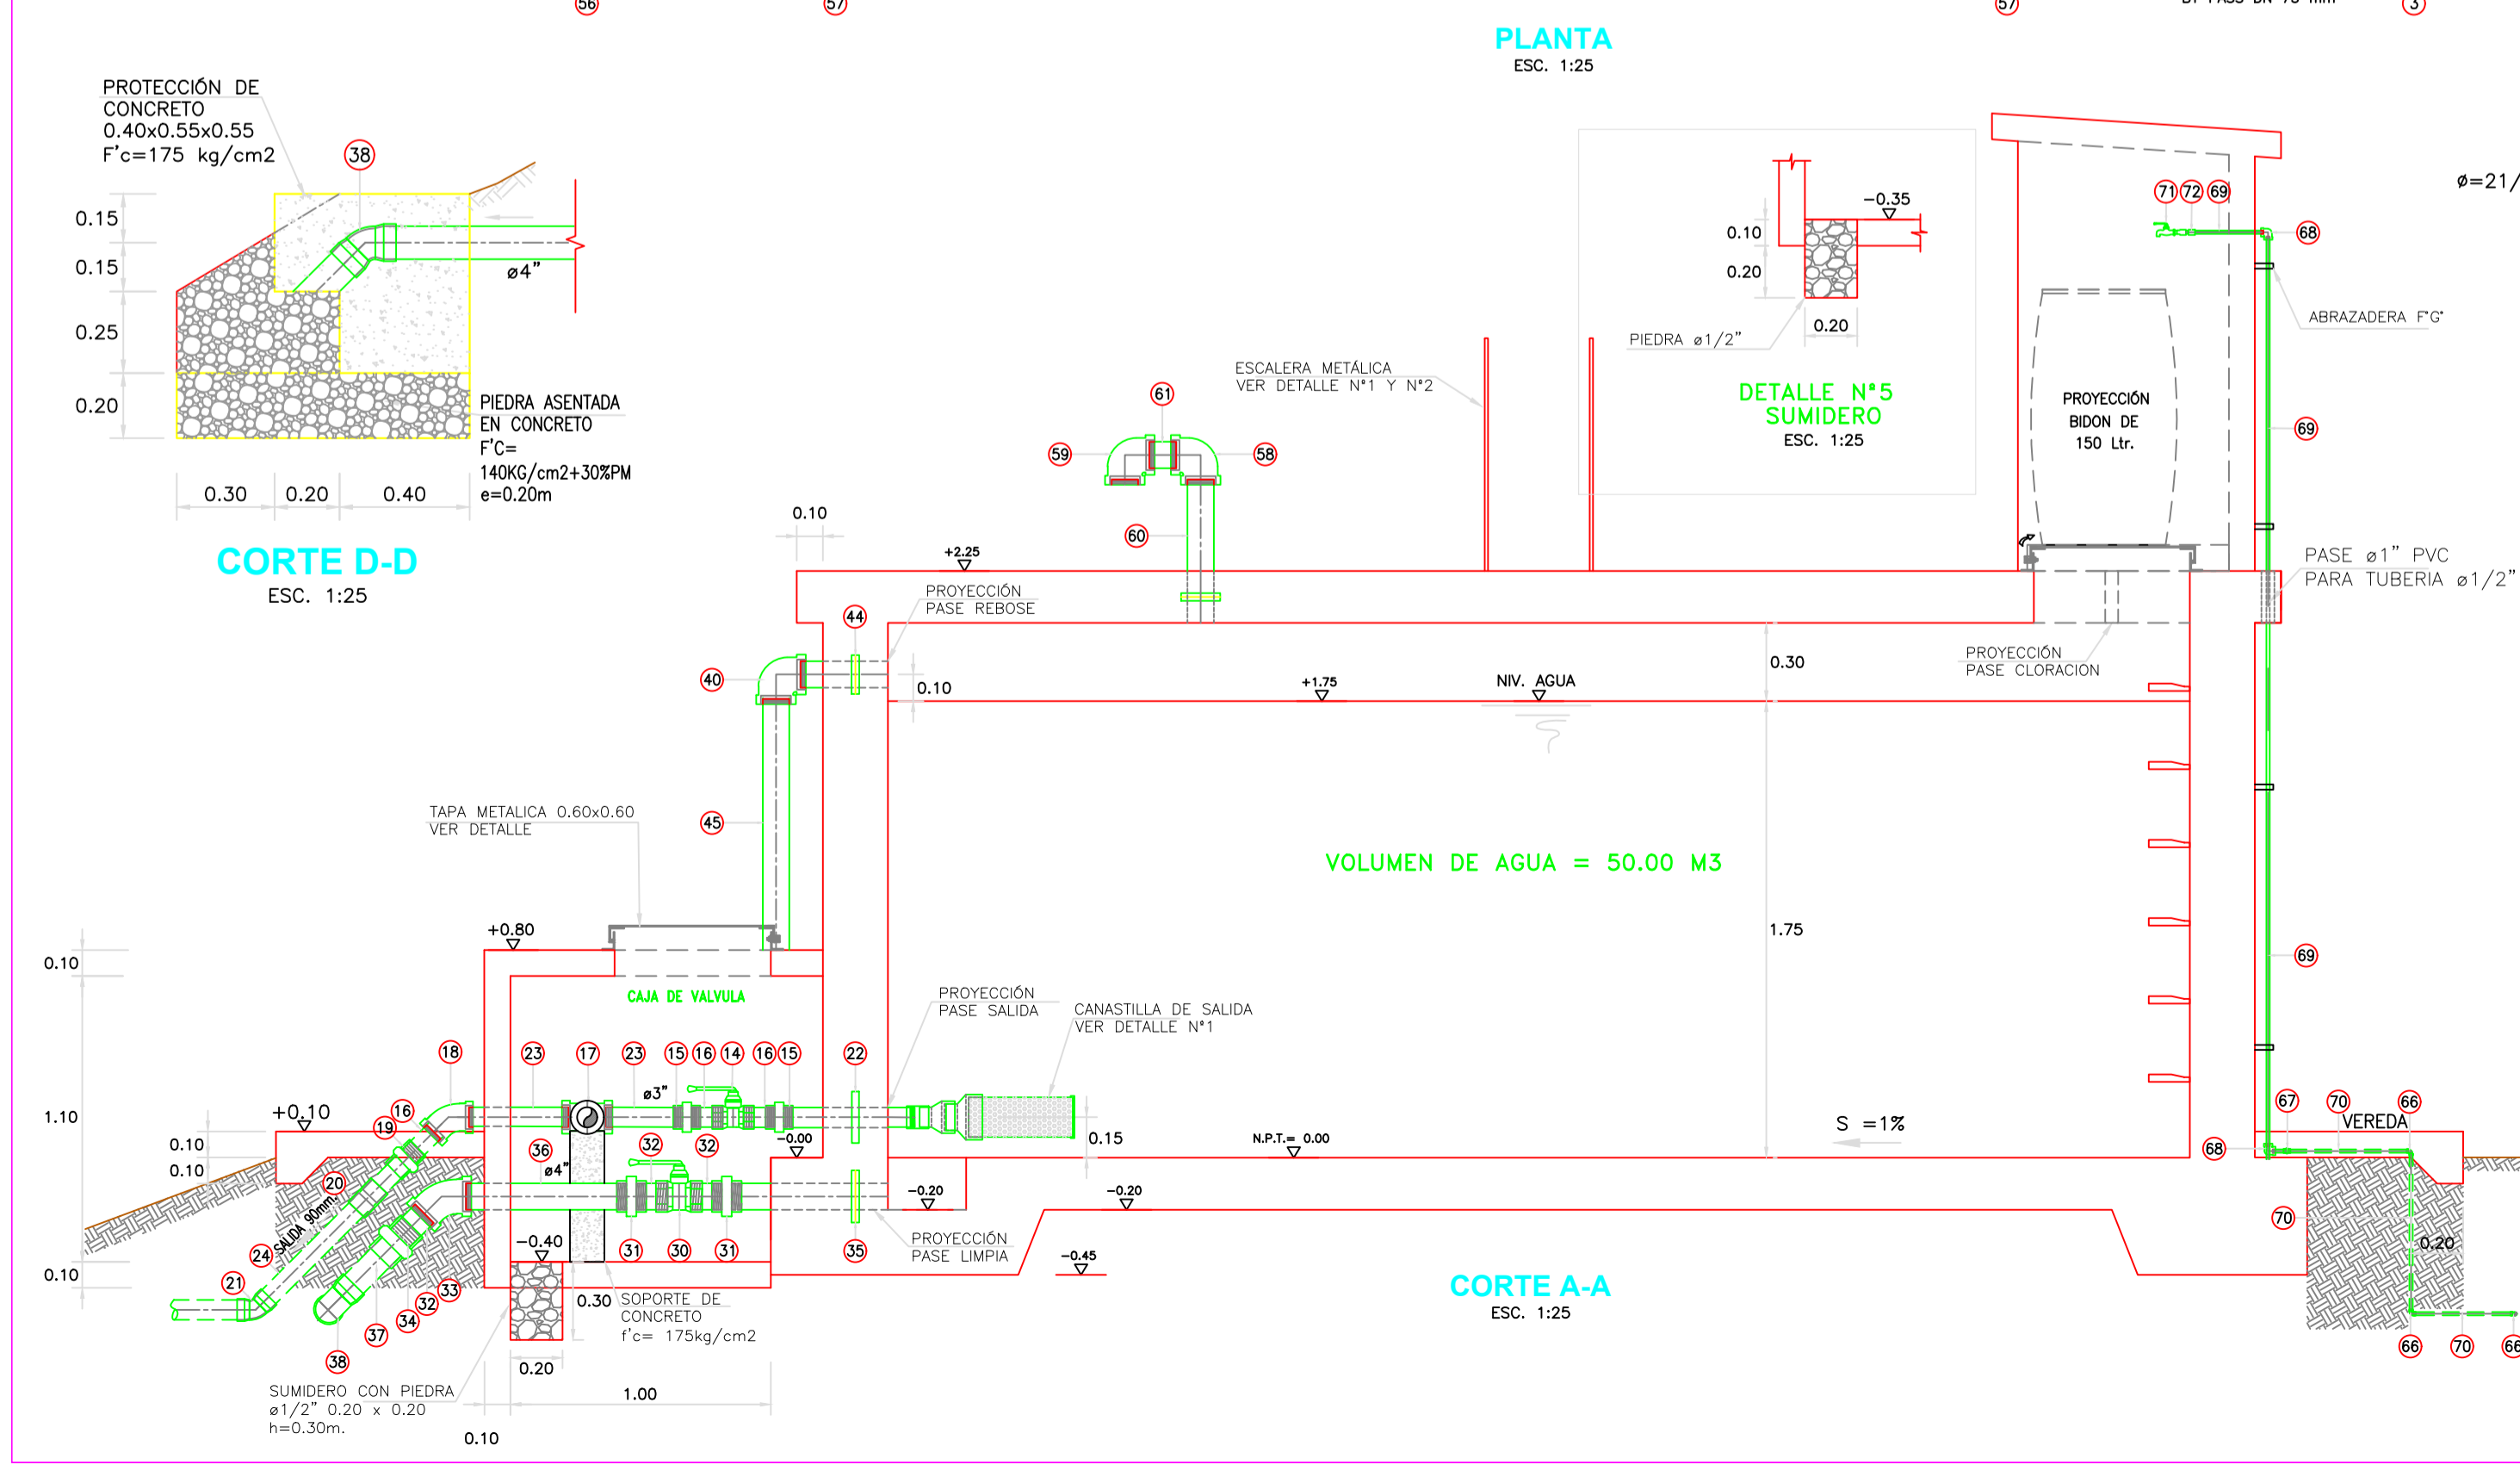 56
57
57
3
PLANTA
ESC. 1:25
PROTECCIÓN DE
CONCRETO
0.40x0.55x0.55
F'c=175 kg/cm2
38
0.15
0.15
0.25
0.20
ø4"
PIEDRA ASENTADA
EN CONCRETO
F'C=
140KG/cm2+30%PM
e=0.20m
0.30
0.20
0.40
CORTE D-D
ESC. 1:25
-0.35
0.10
0.20
0.20
PIEDRA ø1/2"
DETALLE Nª5
SUMIDERO
ESC. 1:25
ESCALERA METÁLICA
VER DETALLE N°1 Y N°2
61
59
58
60
71
72
69
68
ø=21/
ABRAZADERA F°G°
PROYECCIÓN
BIDON DE
150 Ltr.
69
PASE ø1" PVC
PARA TUBERIA ø1/2"
0.10
+2.25
PROYECCIÓN
PASE REBOSE
44
40
0.10
+1.75
NIV. AGUA
0.30
PROYECCIÓN
PASE CLORACION
TAPA METALICA 0.60x0.60
VER DETALLE
45
VOLUMEN DE AGUA = 50.00 M3
1.75
69
+0.80
0.10
CAJA DE VALVULA
PROYECCIÓN
PASE SALIDA
CANASTILLA DE SALIDA
VER DETALLE N°1
18
23
17
23
15
16
14
16
15
22
ø3"
1.10
+0.10
16
19
0.10
0.10
36
ø4"
32
32
-0.00
0.15
N.P.T.= 0.00
S =1%
67
70
66
VEREDA
68
20
SALIDA 90mm.
24
21
0.10
-0.40
31
30
31
35
-0.20
-0.20
PROYECCIÓN
PASE LIMPIA
-0.45
70
0.20
37
34
32
33
38
0.30
SOPORTE DE
CONCRETO
f'c= 175kg/cm2
CORTE A-A
ESC. 1:25
66
70
66
0.20
1.00
SUMIDERO CON PIEDRA
ø1/2" 0.20 x 0.20
h=0.30m.
0.10